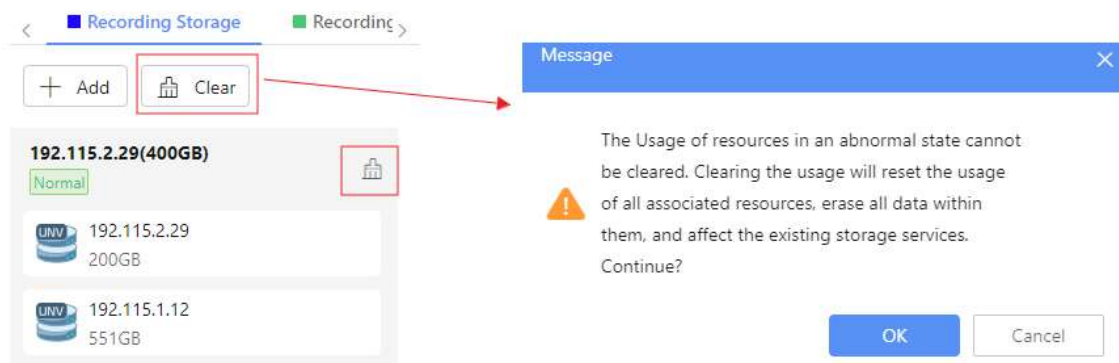 Recording Storage
Recording
Add
Clear
192.115.2.29(400GB)
Normal
UNV
192.115.2.29
200GB
UNV
192.115.1.12
551GB
Message
The Usage of resources in an abnormal state cannot
be cleared. Clearing the usage will reset the usage
of all associated resources, erase all data within
them, and affect the existing storage services.
Continue?
OK
Cancel